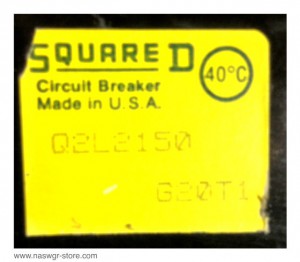 SQUARE D
40°C
Circuit Breaker
Made in U.S.A.
Q2L2150
G20T1
www.naswgr-store.com